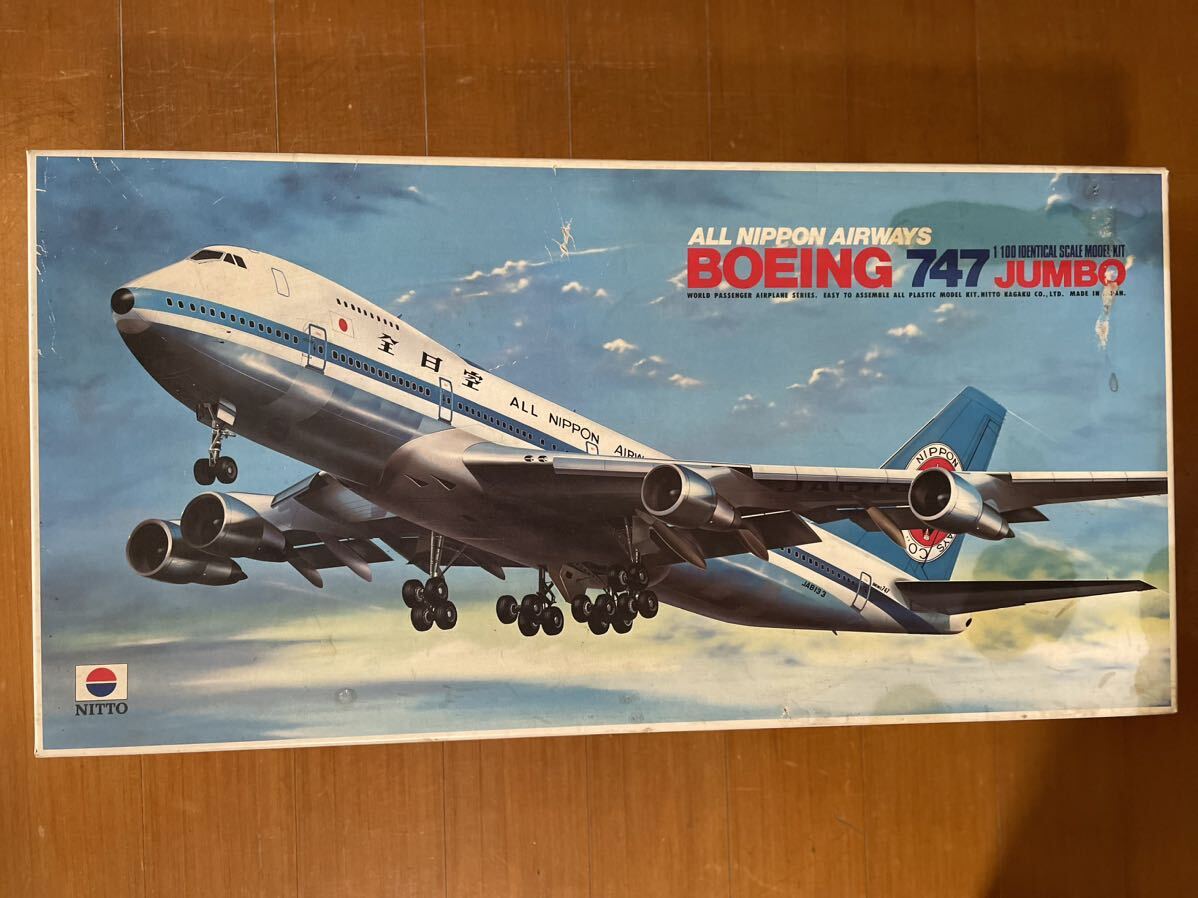 ALL NIPPON AIRWAYS
1 100 IDENTICAL SCALE MODEL KIT
BOEING 747 JUMBO
WORLD PASSENGER AIRPLANE SERIES. EASY TO ASSEMBLE ALL PLASTIC MODEL KIT. NITTO KAGAKU CO., LTD. MADE IN JAPAN.
全日空
ALL NIPPON AIRW
NIPPON
AYS CO.
JA8133
NITTO